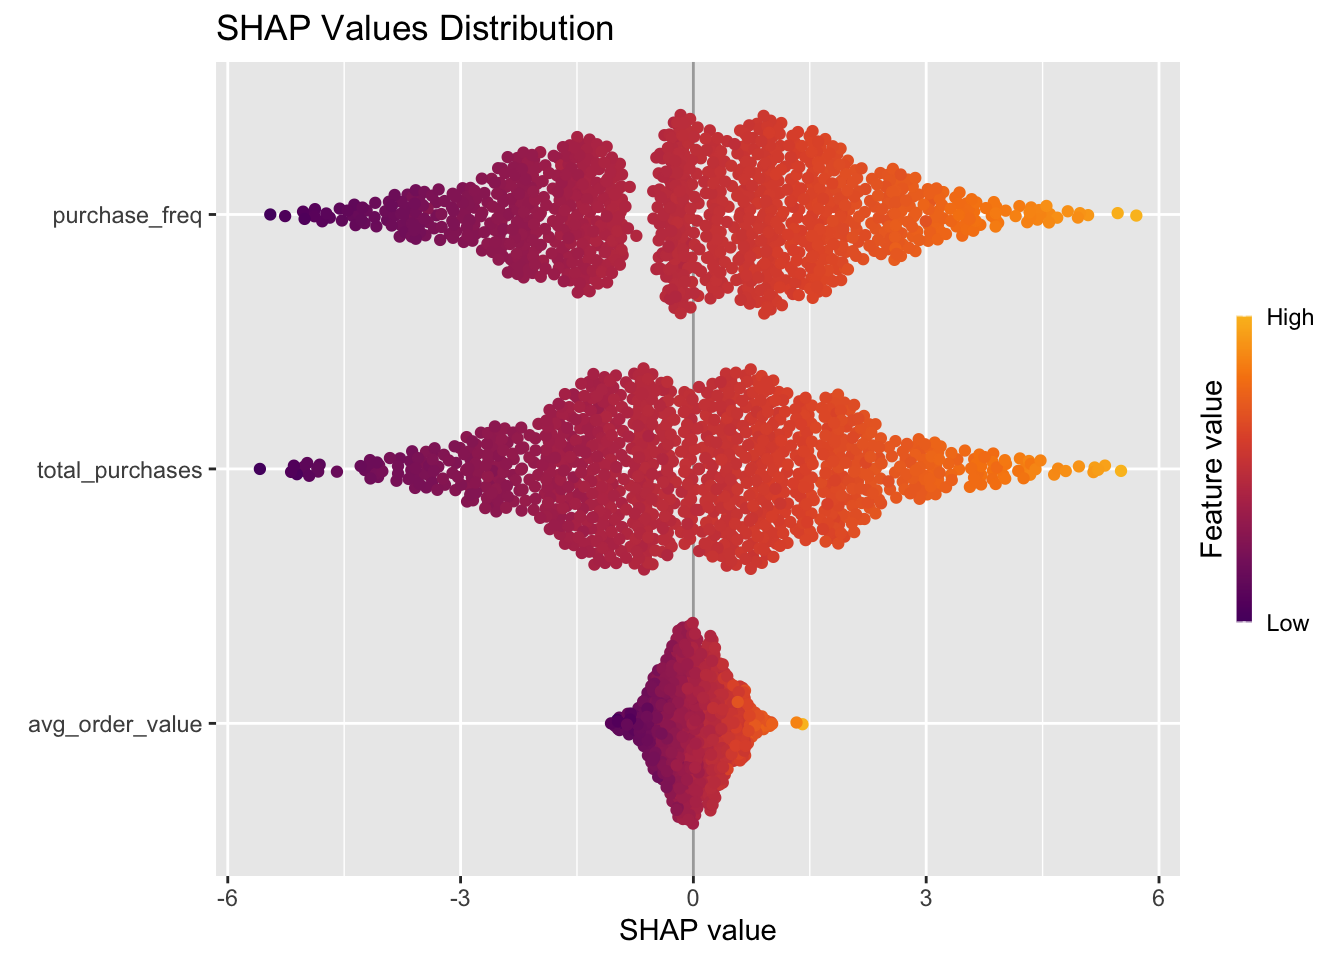 SHAP Values Distribution
purchase_freq
total_purchases
avg_order_value
-6
-3
0
3
6
SHAP value
Feature value
High
Low